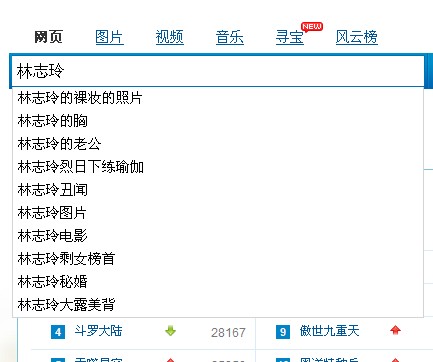 网页 图片 视频 音乐 寻宝 NEW 风云榜
林志玲
林志玲的裸妆的照片
林志玲的胸
林志玲的老公
林志玲烈日下练瑜伽
林志玲丑闻
林志玲图片
林志玲电影
林志玲剩女榜首
林志玲秘婚
林志玲大露美背
4 斗罗大陆 28167 9 傲世九重天